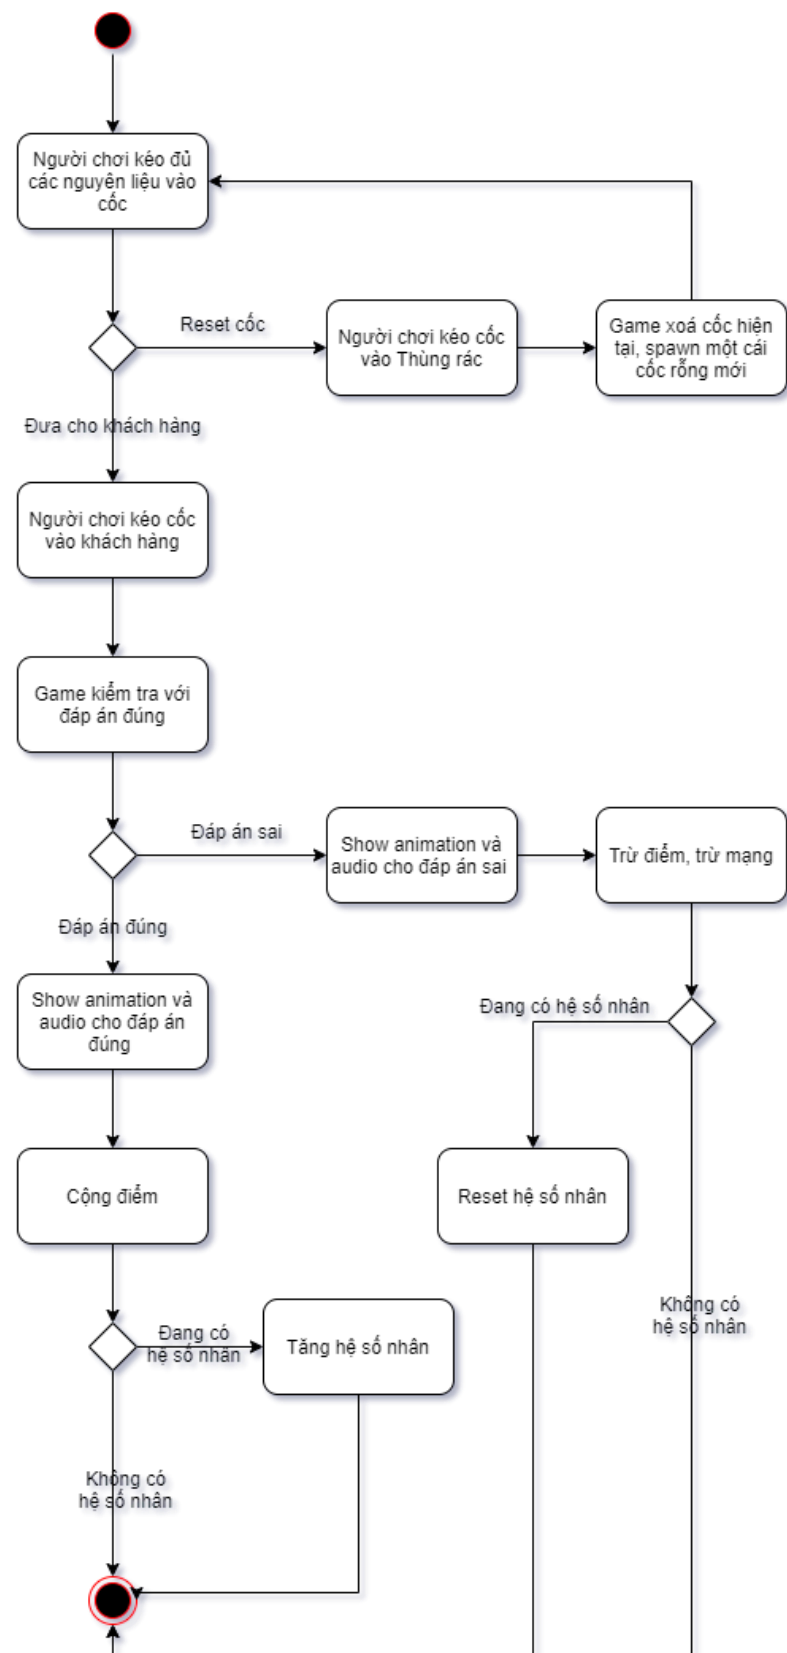 Người chơi kéo đủ
các nguyên liệu vào
cốc
Reset cốc
Người chơi kéo cốc
vào Thùng rác
Game xoá cốc hiện
tại, spawn một cái
cốc rỗng mới
Đưa cho khách hàng
Người chơi kéo cốc
vào khách hàng
Game kiểm tra với
đáp án đúng
Đáp án sai
Show animation và
audio cho đáp án sai
Trừ điểm, trừ mạng
Đáp án đúng
Show animation và
audio cho đáp án
đúng
Đang có hệ số nhân
Cộng điểm
Reset hệ số nhân
Không có
hệ số nhân
Đang có
hệ số nhân
Tăng hệ số nhân
Không có
hệ số nhân